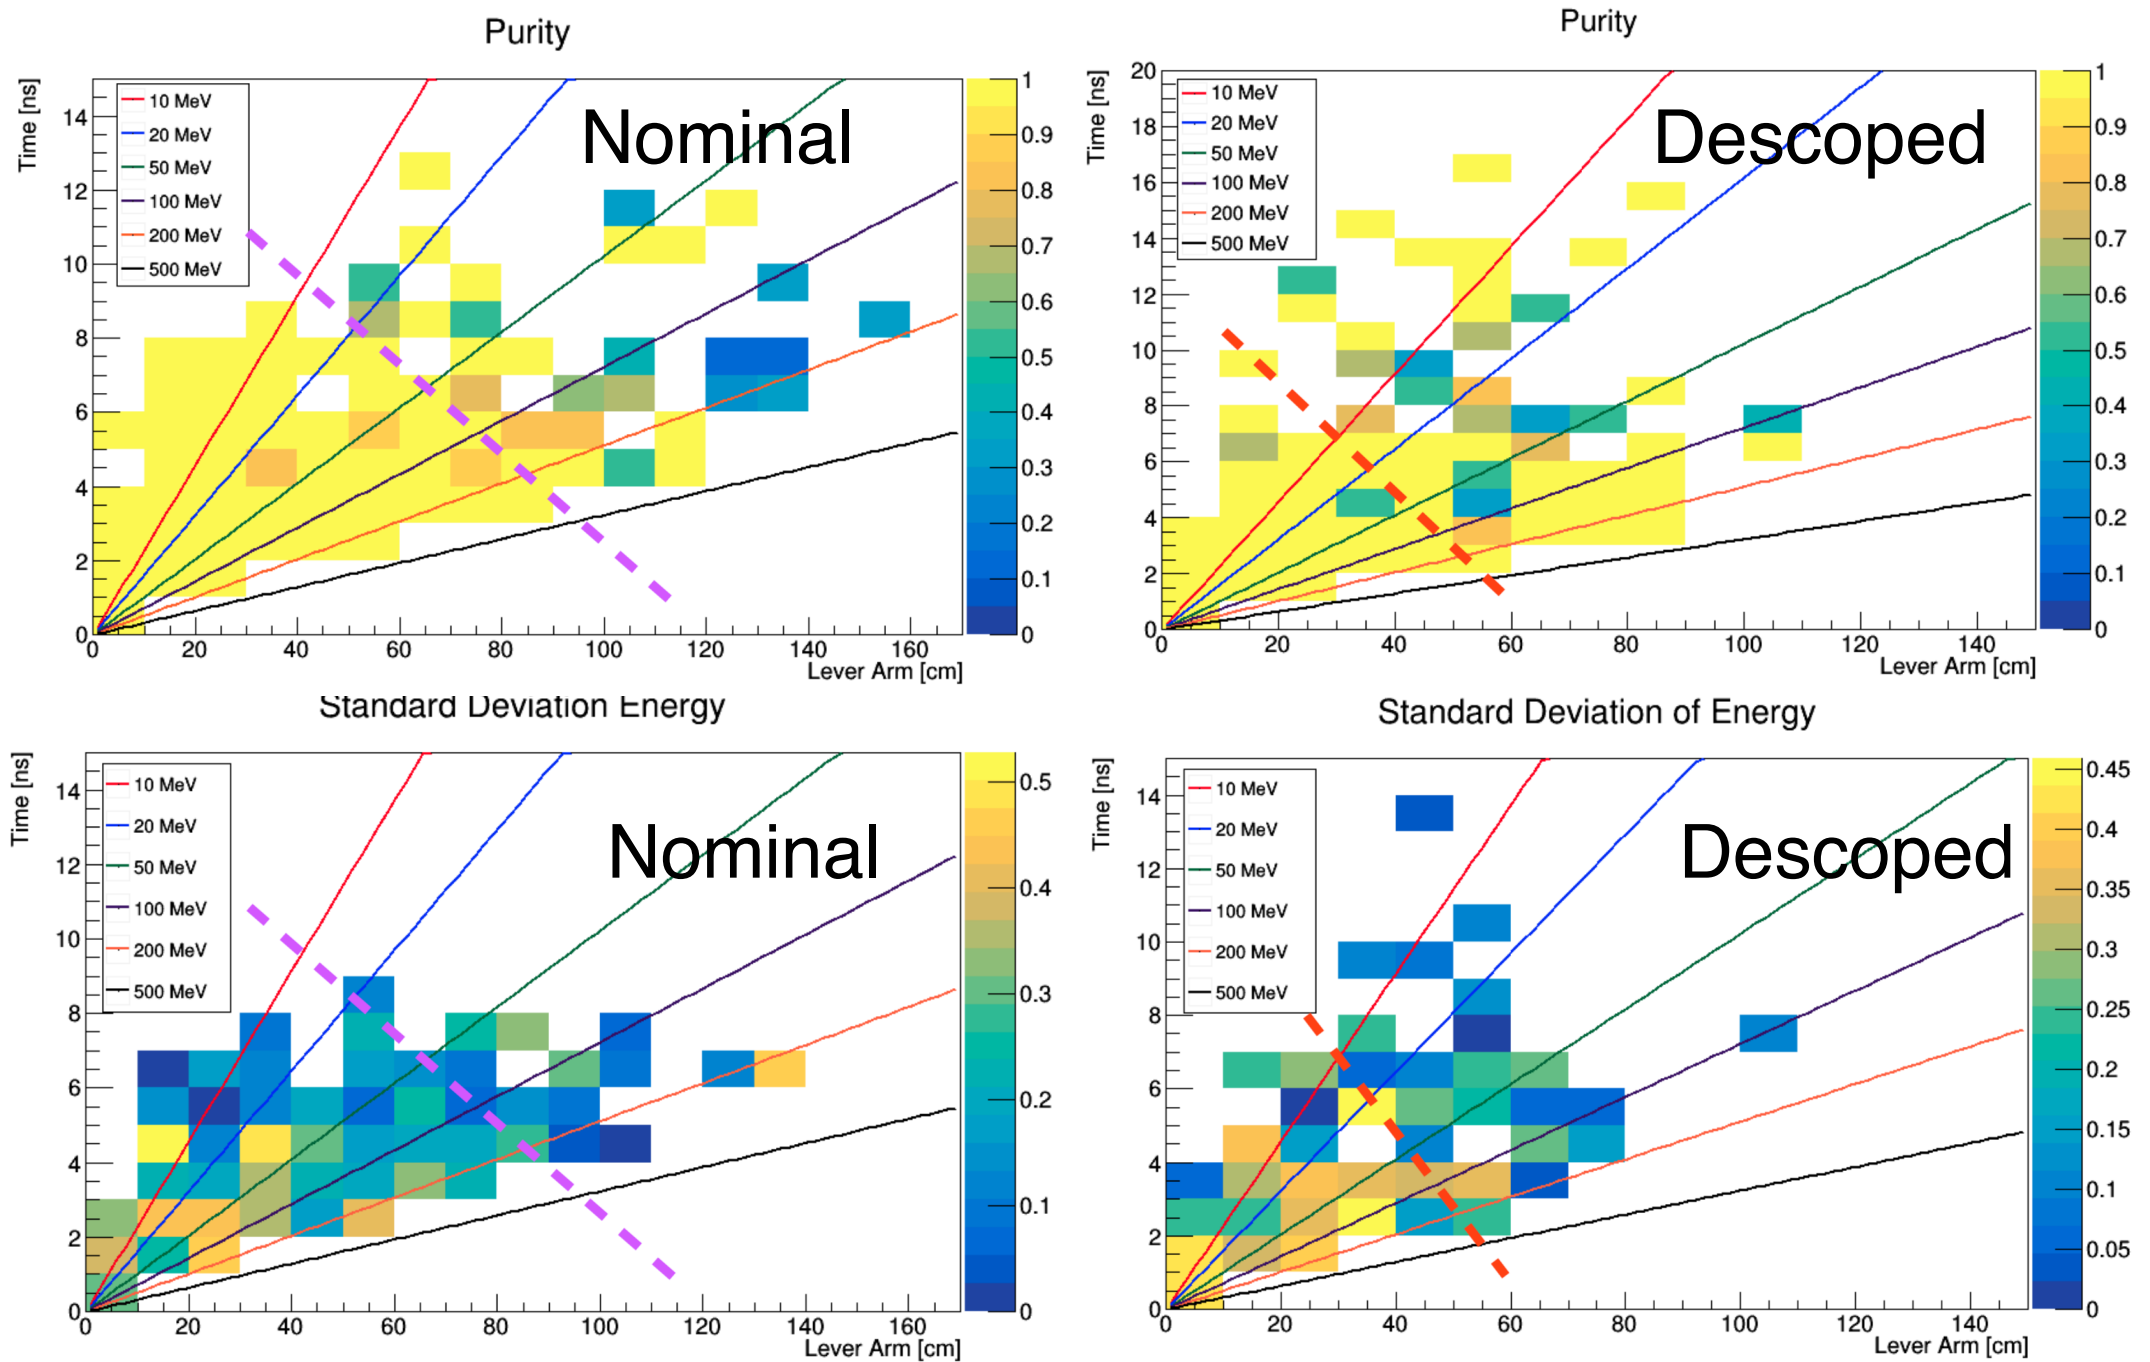 Purity
Time [ns]
10 MeV
20 MeV
50 MeV
100 MeV
200 MeV
500 MeV
Nominal
14
12
10
8
6
4
2
0
0 20 40 60 80 100 120 140 160
Lever Arm [cm]
1
0.9
0.8
0.7
0.6
0.5
0.4
0.3
0.2
0.1
0
Purity
Time [ns]
10 MeV
20 MeV
50 MeV
100 MeV
200 MeV
500 MeV
Descoped
20
18
16
14
12
10
8
6
4
2
0
0 20 40 60 80 100 120 140
Lever Arm [cm]
1
0.9
0.8
0.7
0.6
0.5
0.4
0.3
0.2
0.1
0
Standard Deviation Energy
Time [ns]
10 MeV
20 MeV
50 MeV
100 MeV
200 MeV
500 MeV
Nominal
14
12
10
8
6
4
2
0
0 20 40 60 80 100 120 140 160
Lever Arm [cm]
0.5
0.4
0.3
0.2
0.1
0
Standard Deviation of Energy
Time [ns]
10 MeV
20 MeV
50 MeV
100 MeV
200 MeV
500 MeV
Descoped
14
12
10
8
6
4
2
0
0 20 40 60 80 100 120 140
Lever Arm [cm]
0.45
0.4
0.35
0.3
0.25
0.2
0.15
0.1
0.05
0